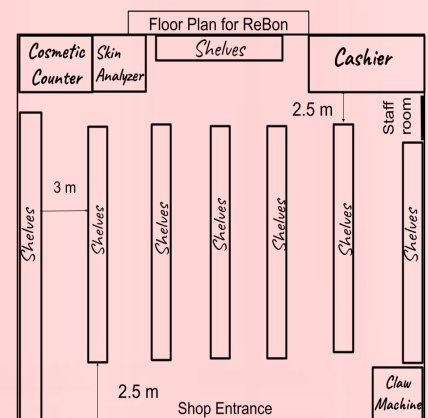 Floor Plan for ReBon
Cosmetic
Counter
Skin
Analyzer
Shelves
Cashier
2.5 m
Staff
room
3 m
Shelves
Shelves
Shelves
Shelves
Shelves
Shelves
Shelves
2.5 m
Shop Entrance
Claw
Machine